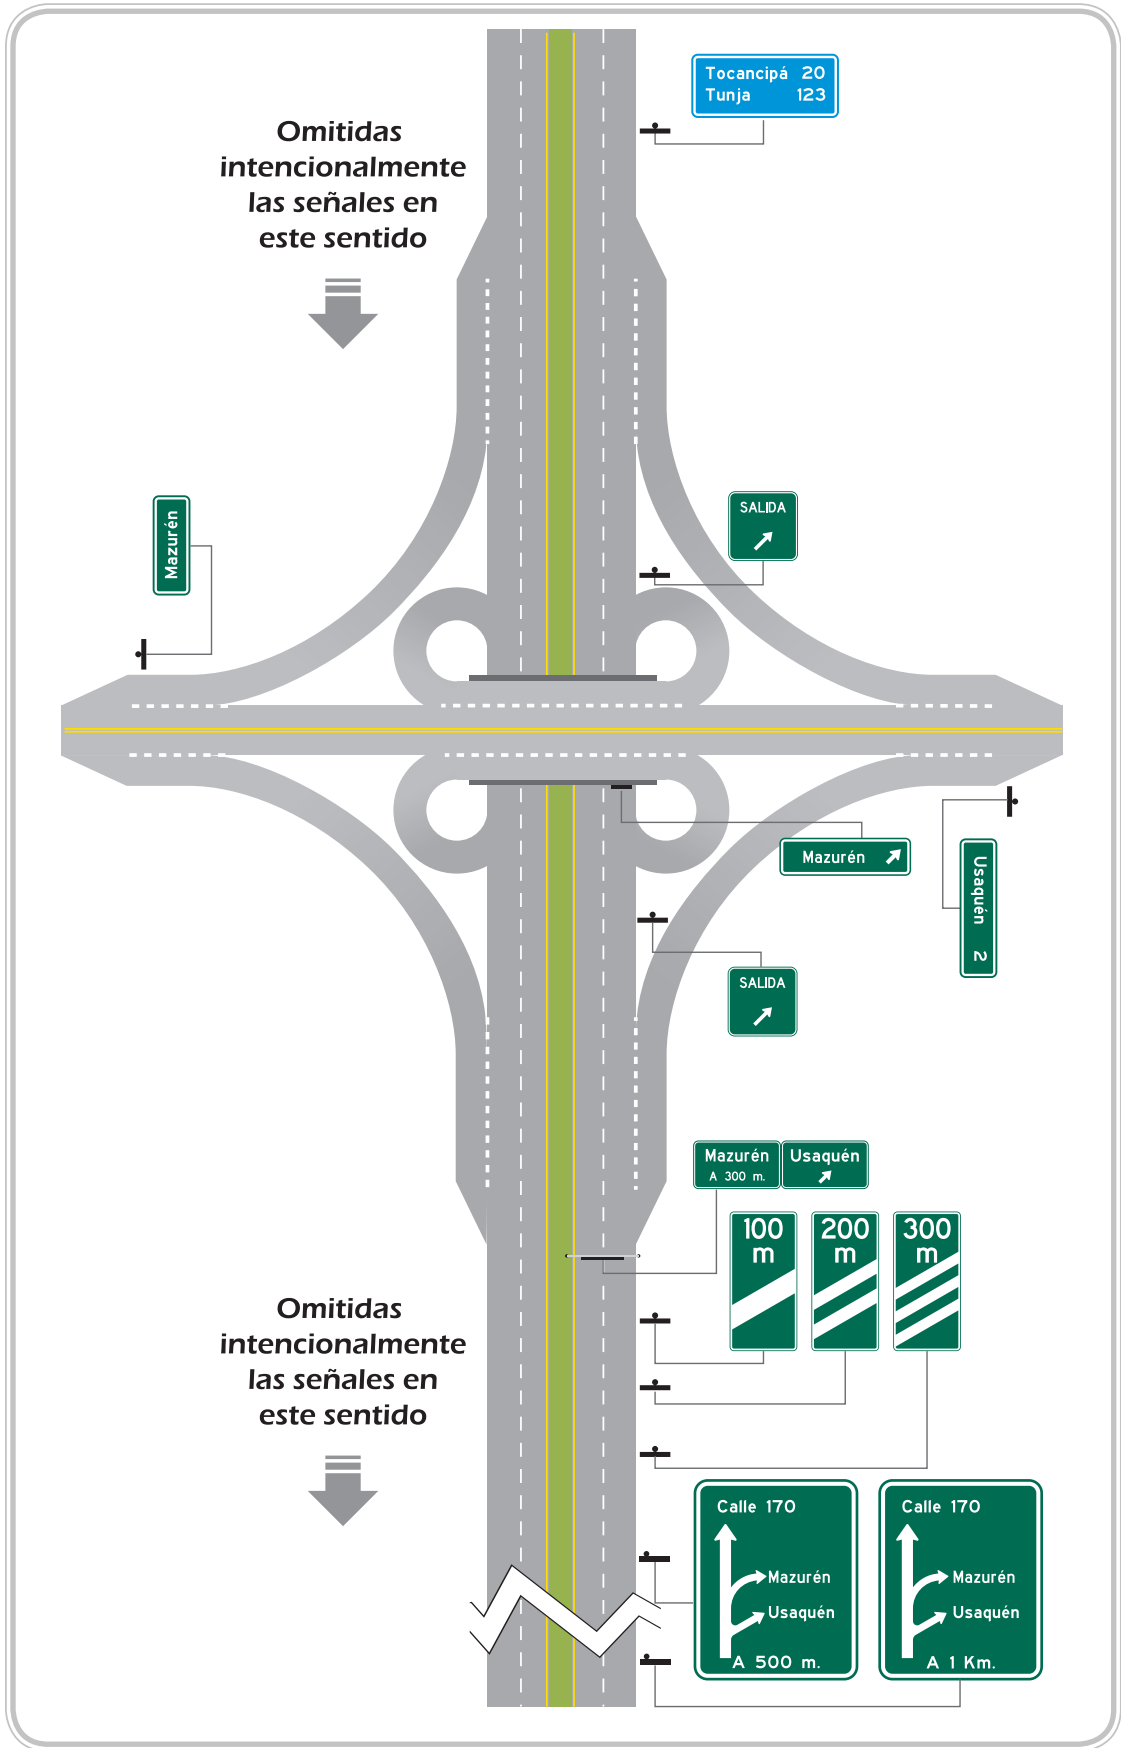 Tocancipá 20
Tunja 123
Omitidas
intencionalmente
las señales en
este sentido
SALIDA
Mazurén
Mazurén
Usaquén 2
SALIDA
Mazurén
A 300 m.
Usaquén
100
m
200
m
300
m
Omitidas
intencionalmente
las señales en
este sentido
Calle 170
Mazurén
Usaquén
A 500 m.
Calle 170
Mazurén
Usaquén
A 1 Km.